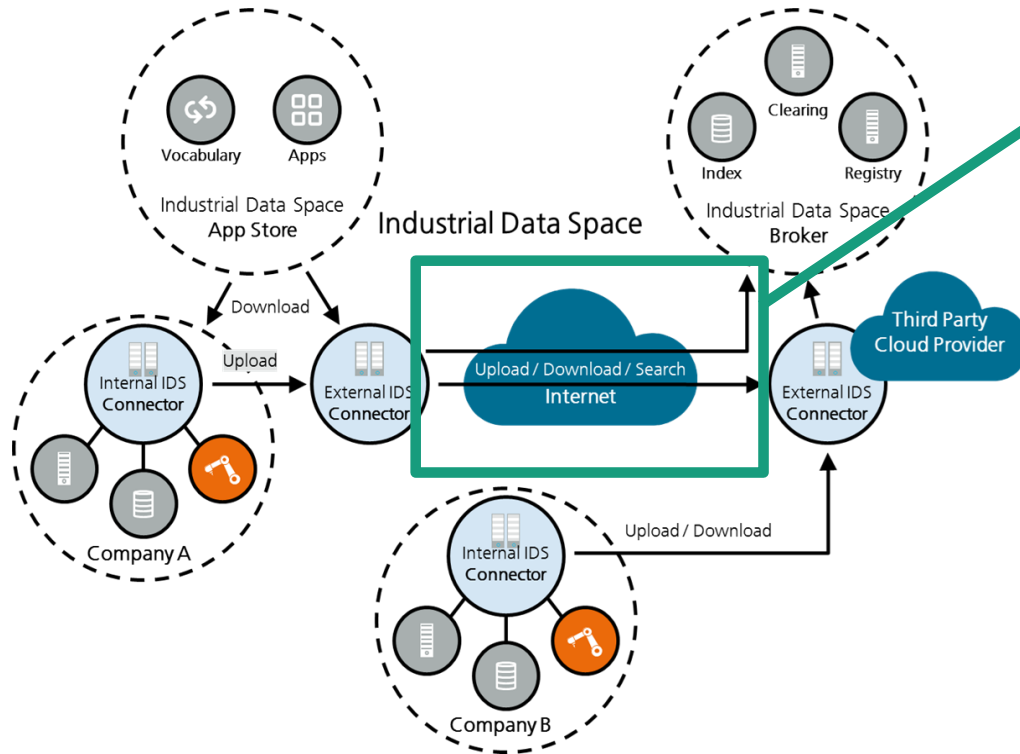 Clearing
Vocabulary
Apps
Index
Registry
Industrial Data Space
App Store
Industrial Data Space
Broker
Industrial Data Space
Download
Third Party
Cloud Provider
Upload
Internal IDS
Connector
External IDS
Connector
Upload / Download / Search
Internet
External IDS
Connector
Company A
Upload / Download
Internal IDS
Connector
Company B